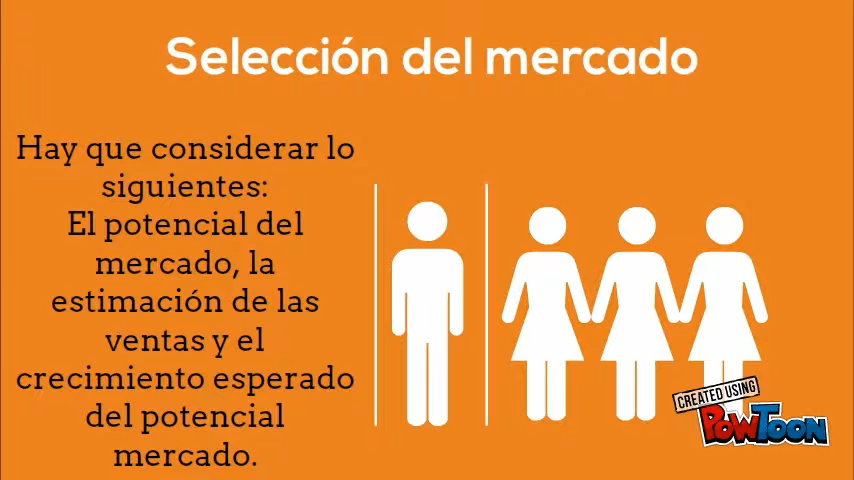 Selección del mercado
Hay que considerar lo
siguientes:
El potencial del
mercado, la
estimación de las
ventas y el
crecimiento esperado
del potencial
mercado.
CREATED USING
POWTOON